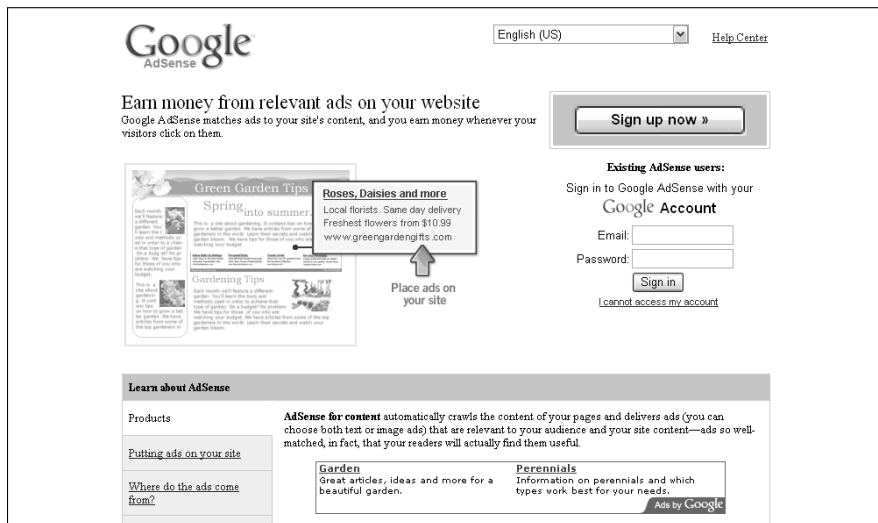 Google
AdSense
English (US)
Help Center
Earn money from relevant ads on your website
Google AdSense matches ads to your site's content, and you earn money whenever your
visitors click on them.
Sign up now »
Green Garden Tips
Spring
into summer.
Gardening Tips
Roses, Daisies and more
Local florists. Same day delivery
Freshest flowers from $10.99
www.greengardengifts.com
Place ads on
your site
Existing AdSense users:
Sign in to Google AdSense with your
Google Account
Email:
Password:
Sign in
I cannot access my account
Learn about AdSense
Products
Putting ads on your site
Where do the ads come
from?
AdSense for content automatically crawls the content of your pages and delivers ads (you can
choose both text or image ads) that are relevant to your audience and your site content—ads so well-
matched, in fact, that your readers will actually find them useful.
Garden
Great articles, ideas and more for a
beautiful garden.
Perennials
Information on perennials and which
types work best for your needs.
Ads by Google